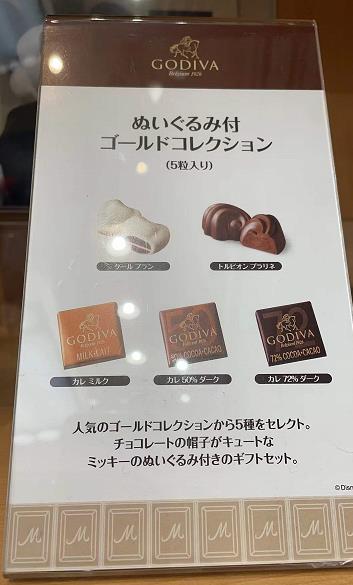 GODIVA
Belgium 1926
ぬいぐるみ付
ゴールドコレクション
(5粒入り)
クール ブラン
トルビオン プラリネ
GODIVA
MILK•LAIT
GODIVA
50% COCOA•CACAO
72
GODIVA
Belgium 1926
72% COCOA•CACAO
カレ ミルク
カレ 50% ダーク
カレ 72% ダーク
人気のゴールドコレクションから5種をセレクト。
チョコレートの帽子がキュートな
ミッキーのぬいぐるみ付きのギフトセット。
©Disn
M M M M M